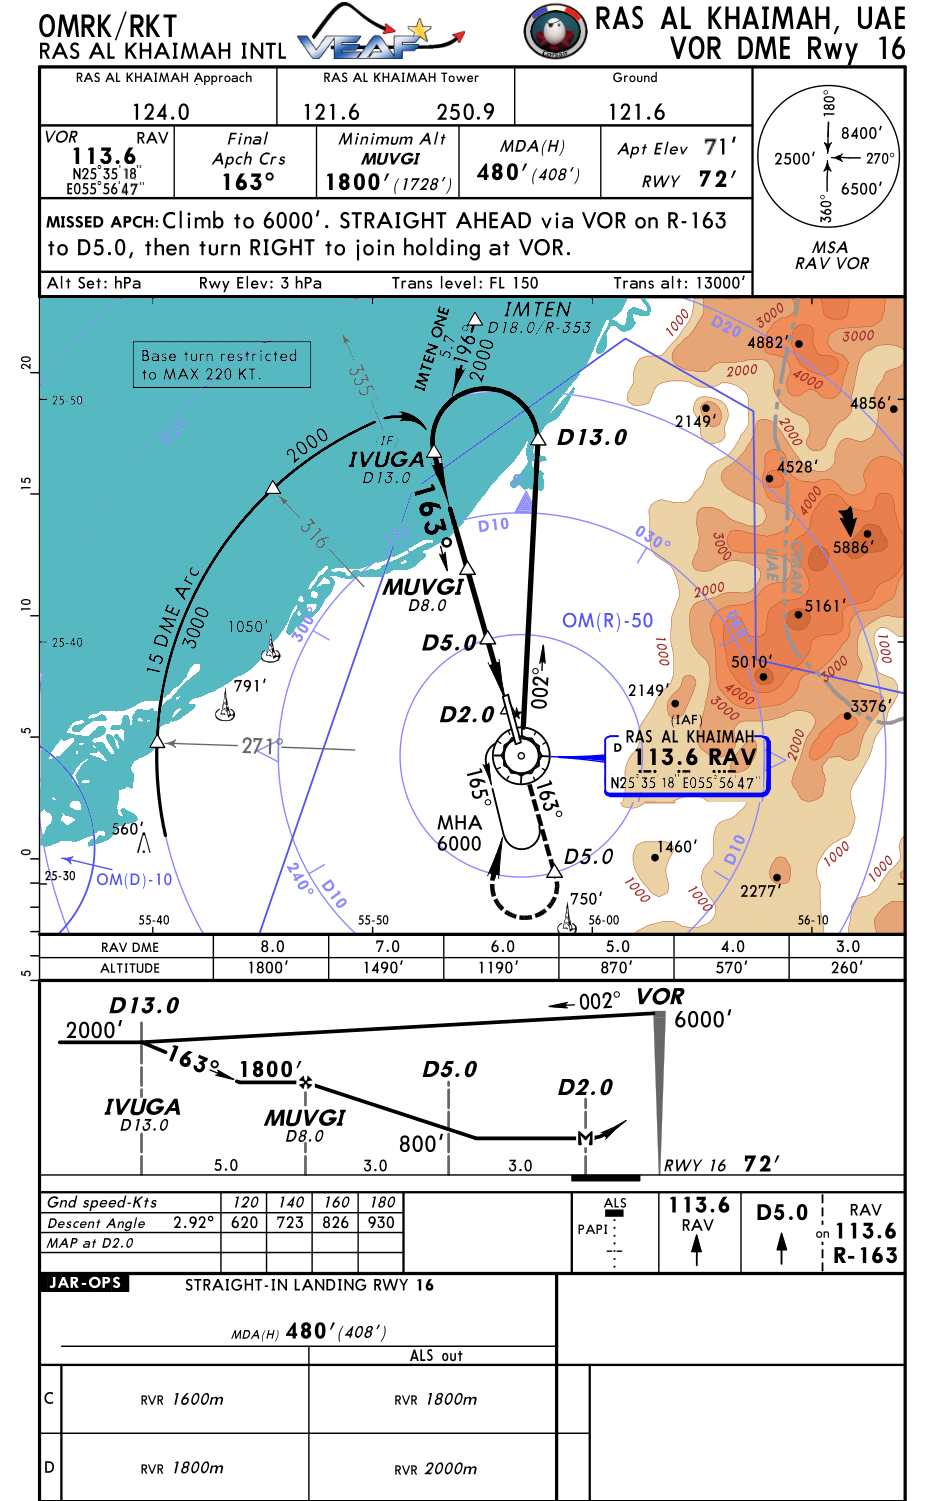 OMRK/RKT
RAS AL KHAIMAH INTL
VEAF
RAS AL KHAIMAH, UAE
VOR DME Rwy 16
RAS AL KHAIMAH Approach
124.0
RAS AL KHAIMAH Tower
121.6 250.9
Ground
121.6
VOR RAV
113.6
N25°35'18"
E055°56'47"
Final
Apch Crs
163°
Minimum Alt
MUVGI
1800' (1728')
MDA(H)
480' (408')
Apt Elev 71'
RWY 72'
180°
8400'
2500'
270°
6500'
360°
MSA
RAV VOR
MISSED APCH: Climb to 6000'. STRAIGHT AHEAD via VOR on R-163
to D5.0, then turn RIGHT to join holding at VOR.
Alt Set: hPa Rwy Elev: 3 hPa Trans level: FL 150 Trans alt: 13000'
Base turn restricted
to MAX 220 KT.
IMTEN
D18.0/R-353
IMTEN ONE
5.7
196°
2000
335
D20
1000
3000
4882'
2000
4000
4856'
2149'
2000
4528'
4000
3000
5886'
OMAN
UAE
2000
5161'
1000
1000
5010'
3000
4000
3000
3376'
2149'
2000
20
25-50
15
10
25-40
5
0
25-30
5
2000
(IF)
IVUGA
D13.0
D13.0
163°
316
D10
030°
MUVGI
D8.0
OM(R)-50
060°
300°
15 DME Arc
3000
1050'
791'
271°
560'
D5.0
D2.0
002°
(IAF)
RAS AL KHAIMAH
D 113.6 RAV
N25°35'18" E055°56'47"
165°
163°
MHA
6000
D5.0
1460'
D10
1000
1000
1000
1000
2277'
OM(D)-10
240°
D10
750'
55-40
55-50
56-00
56-10
RAV DME 8.0 7.0 6.0 5.0 4.0 3.0
ALTITUDE 1800' 1490' 1190' 870' 570' 260'
D13.0
2000'
002°
VOR
6000'
163°
1800'
D5.0
D2.0
IVUGA
D13.0
MUVGI
D8.0
800'
M
5.0 3.0 3.0
RWY 16 72'
Gnd speed-Kts 120 140 160 180
Descent Angle 2.92° 620 723 826 930
MAP at D2.0
ALS
PAPI
113.6
RAV
D5.0
on
RAV
113.6
R-163
JAR-OPS
STRAIGHT-IN LANDING RWY 16
MDA(H) 480' (408')
ALS out
C RVR 1600m RVR 1800m
D RVR 1800m RVR 2000m